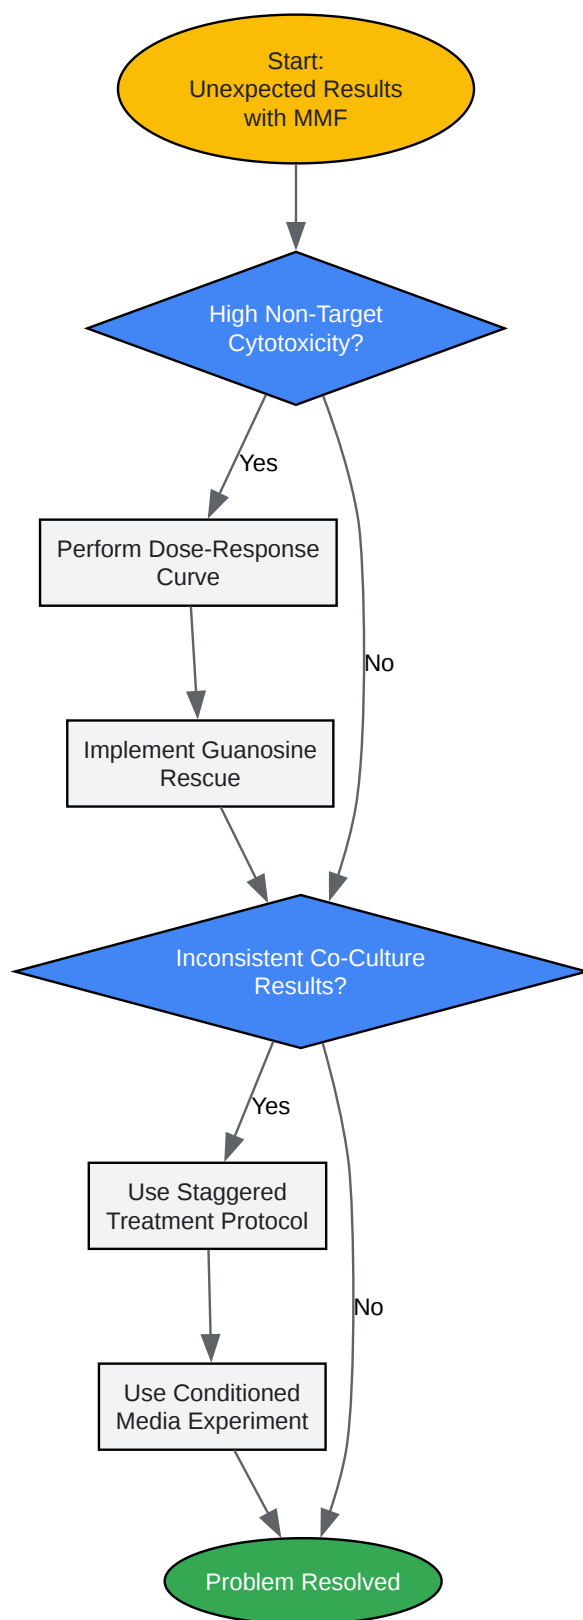 Start:
Unexpected Results
with MMF
High Non-Target
Cytotoxicity?
Yes
Perform Dose-Response
Curve
No
Implement Guanosine
Rescue
Inconsistent Co-Culture
Results?
Yes
Use Staggered
Treatment Protocol
No
Use Conditioned
Media Experiment
Problem Resolved